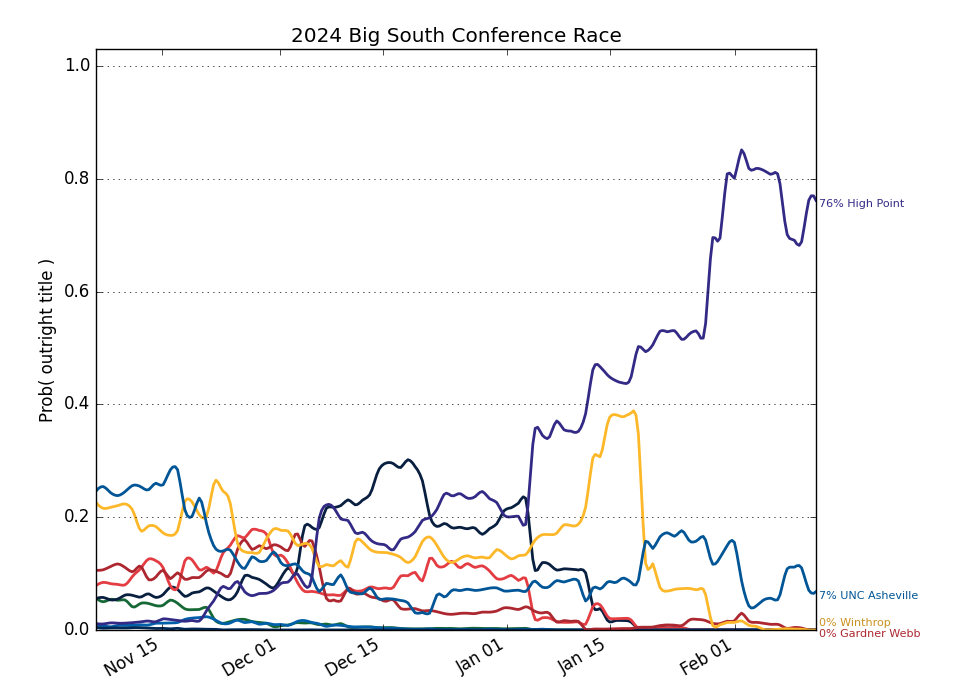 2024 Big South Conference Race
Prob( outright title )
1.0
0.8
0.6
0.4
0.2
0.0
76% High Point
7% UNC Asheville
0% Winthrop
0% Gardner Webb
Nov 15
Dec 01
Dec 15
Jan 01
Jan 15
Feb 01